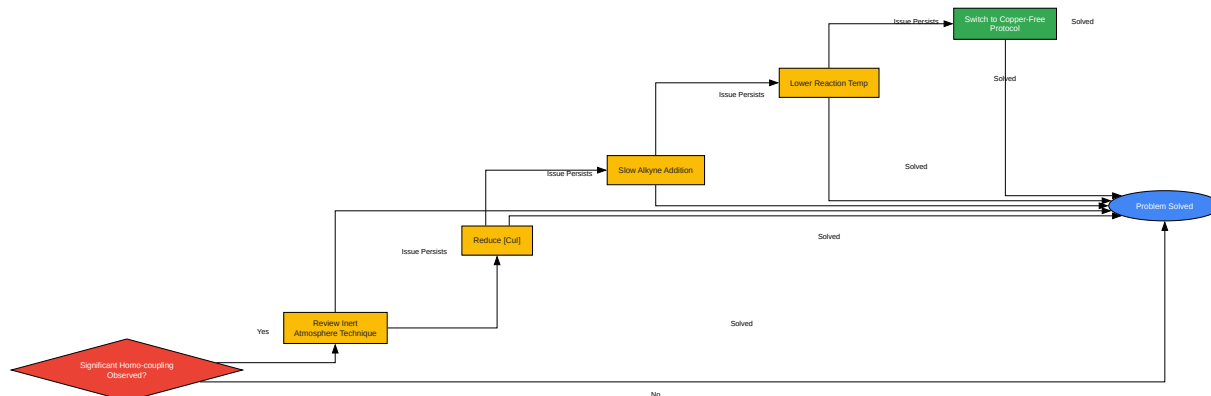 Issue Persists
Switch to Copper-Free
Protocol
Solved
Solved
Lower Reaction Temp
Issue Persists
Slow Alkyne Addition
Issue Persists
Solved
Problem Solved
Reduce [CuI]
Solved
Issue Persists
Review Inert
Atmosphere Technique
Solved
Yes
Significant Homo-coupling
Observed?
No